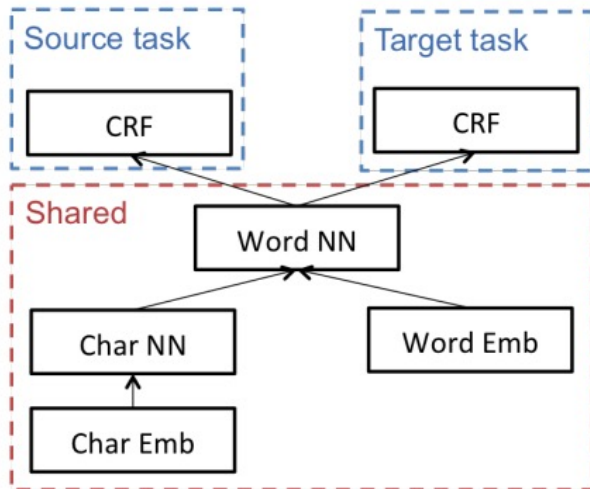 Source task
Target task
CRF
CRF
Shared
Word NN
Char NN
Word Emb
Char Emb